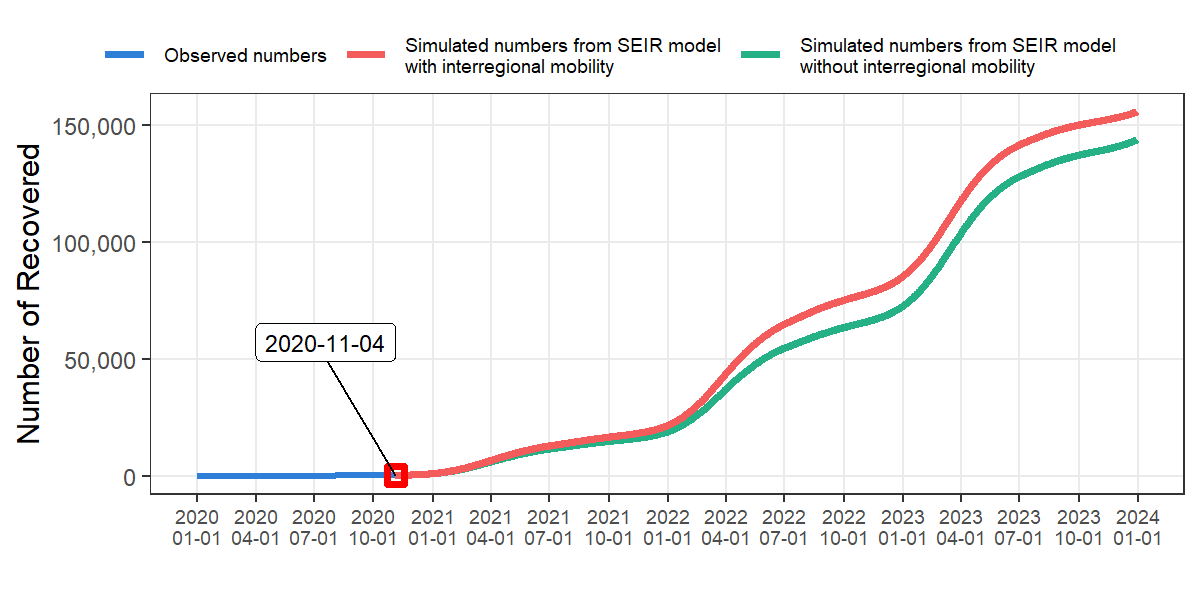 Observed numbers
Simulated numbers from SEIR model
with interregional mobility
Simulated numbers from SEIR model
without interregional mobility
Number of Recovered
150,000
100,000
50,000
0
2020-11-04
2020 2020 2020 2020 2021 2021 2021 2021 2022 2022 2022 2022 2023 2023 2023 2023 2024
01-01 04-01 07-01 10-01 01-01 04-01 07-01 10-01 01-01 04-01 07-01 10-01 01-01 04-01 07-01 10-01 01-01